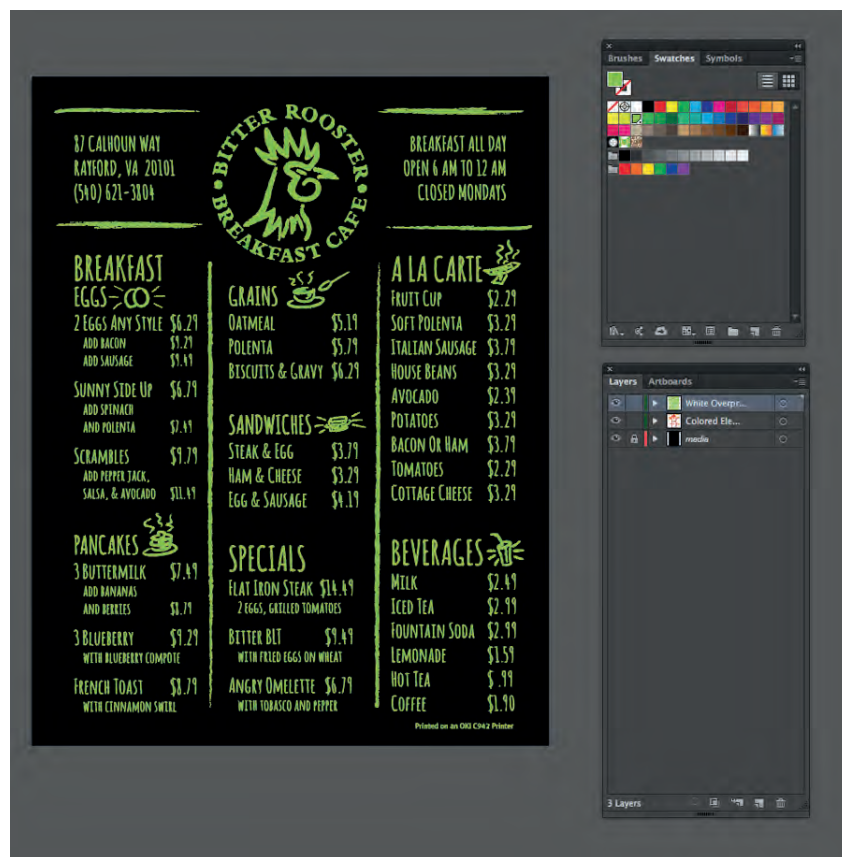 87 CALHOUN WAY
RAYFORD, VA 20101
(540) 621-3804
BITTER ROOSTER
BREAKFAST CAFE
BREAKFAST ALL DAY
OPEN 6 AM TO 12 AM
CLOSED MONDAYS
BREAKFAST
EGGS
2 EGGS ANY STYLE $6.29
ADD BACON $9.29
ADD SAUSAGE $9.49
SUNNY SIDE UP $6.79
ADD SPINACH
AND POLENTA $7.49
SCRAMBLES $9.79
ADD PEPPER JACK,
SALSA, & AVOCADO $11.49
PANCAKES
3 BUTTERMILK $7.49
ADD BANANAS
AND BERRIES $8.79
3 BLUEBERRY $9.29
WITH BLUEBERRY COMPOTE
FRENCH TOAST $8.79
WITH CINNAMON SWIRL
GRAINS
OATMEAL $5.19
POLENTA $5.79
BISCUITS & GRAVY $6.29
SANDWICHES
STEAK & EGG $3.79
HAM & CHEESE $3.29
EGG & SAUSAGE $4.19
SPECIALS
FLAT IRON STEAK $14.49
2 EGGS, GRILLED TOMATOES
BITTER BLT $9.49
WITH FRIED EGGS ON WHEAT
ANGRY OMELETTE $6.79
WITH TOBASCO AND PEPPER
A LA CARTE
FRUIT CUP $2.29
SOFT POLENTA $3.29
ITALIAN SAUSAGE $3.79
HOUSE BEANS $3.29
AVOCADO $2.39
POTATOES $3.29
BACON OR HAM $3.79
TOMATOES $2.29
COTTAGE CHEESE $3.29
BEVERAGES
MILK $2.49
ICED TEA $2.99
FOUNTAIN SODA $2.99
LEMONADE $1.59
HOT TEA $ .99
COFFEE $1.90
Printed on an OKI C942 Printer
Brushes Swatches Symbols
Layers Artboards
White Overpr...
Colored Ele...
media
3 Layers